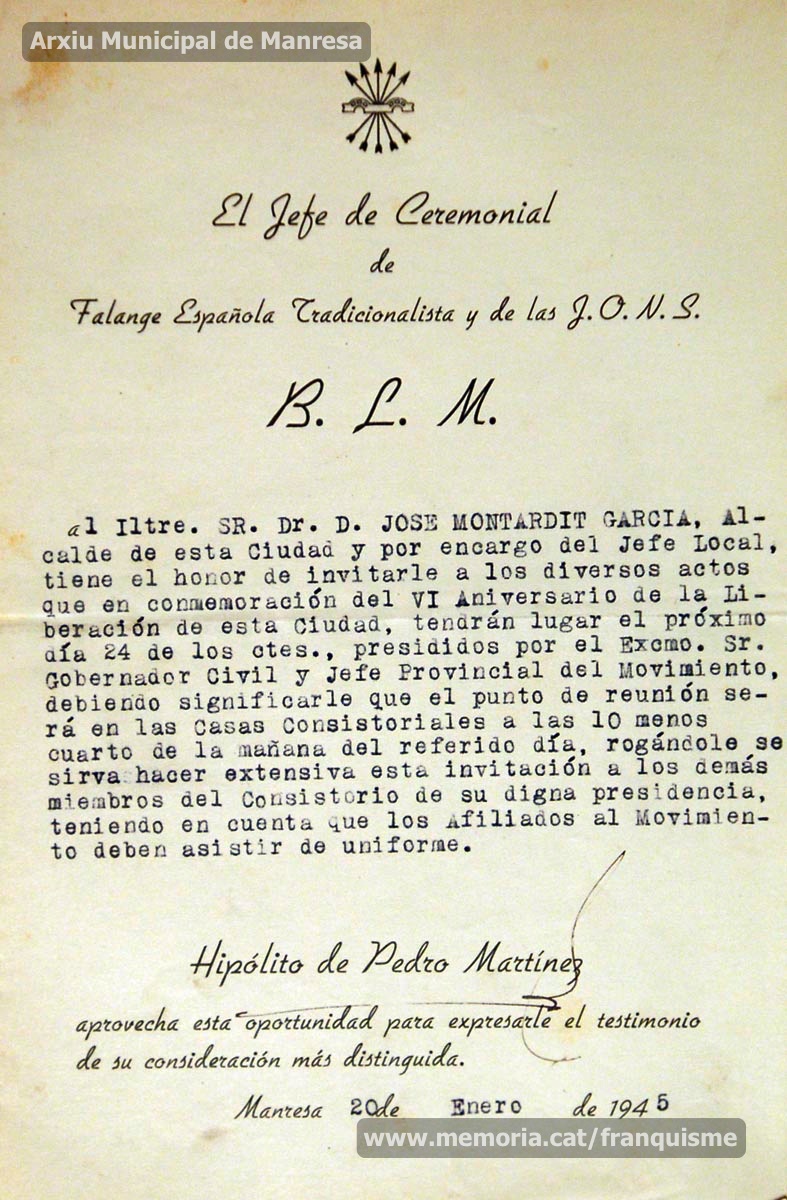 Arxiu Municipal de Manresa
El Jefe de Ceremonial
de
Falange Española Tradicionalista y de las J.O.N.S.
B. L. M.
al Iltre. SR. Dr. D. JOSE MONTARDIT GARCIA, Al-
calde de esta Ciudad y por encargo del Jefe Local,
tiene el honor de invitarle a los diversos actos
que en conmemoración del VI Aniversario de la Li-
beración de esta Ciudad, tendrán lugar el próximo
día 24 de los ctes., presididos por el Excmo. Sr.
Gobernador Civil y Jefe Provincial del Movimiento,
debiendo significarle que el punto de reunión se-
rá en las Casas Consistoriales a las 10 menos
cuarto de la mañana del referido día, rogándole se
sirva hacer extensiva esta invitación a los demás
miembros del Consistorio de su digna presidencia,
teniendo en cuenta que los Afiliados al Movimien-
to deben asistir de uniforme.
Hipólito de Pedro Martínez
aprovecha esta oportunidad para expresarle el testimonio
de su consideración más distinguida.
Manresa 20 de Enero de 1945
www.memoria.cat/franquisme